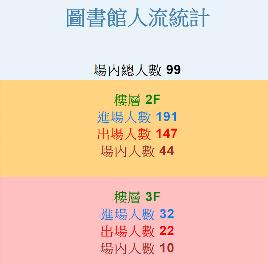 圖書館人流統計
場內總人數 99
樓層 2F
進場人數 191
出場人數 147
場内人數 44
樓層 3F
進場人數 32
出場人數 22
場内人數 10